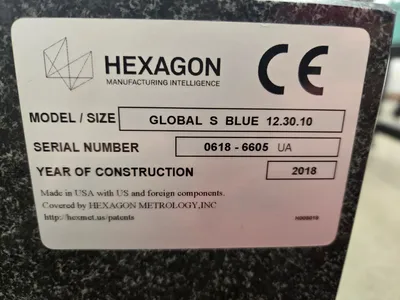 HEXAGON
MANUFACTURING INTELLIGENCE
CE
MODEL / SIZE GLOBAL S BLUE 12.30.10
SERIAL NUMBER 0618 - 6605 UA
YEAR OF CONSTRUCTION 2018
Made in USA with US and foreign components.
Covered by HEXAGON METROLOGY,INC
http://hexmet.us/patents